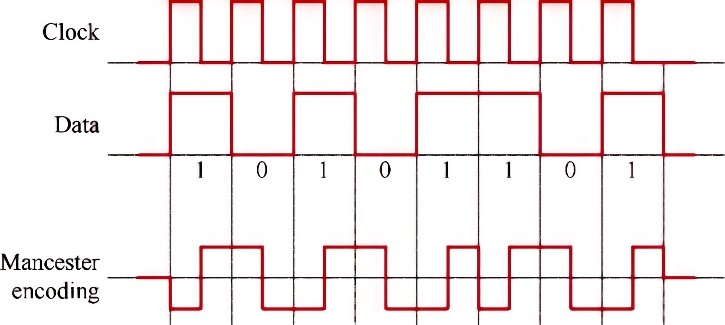 Clock
Data
1 0 1 0 1 1 0 1
Mancester
encoding